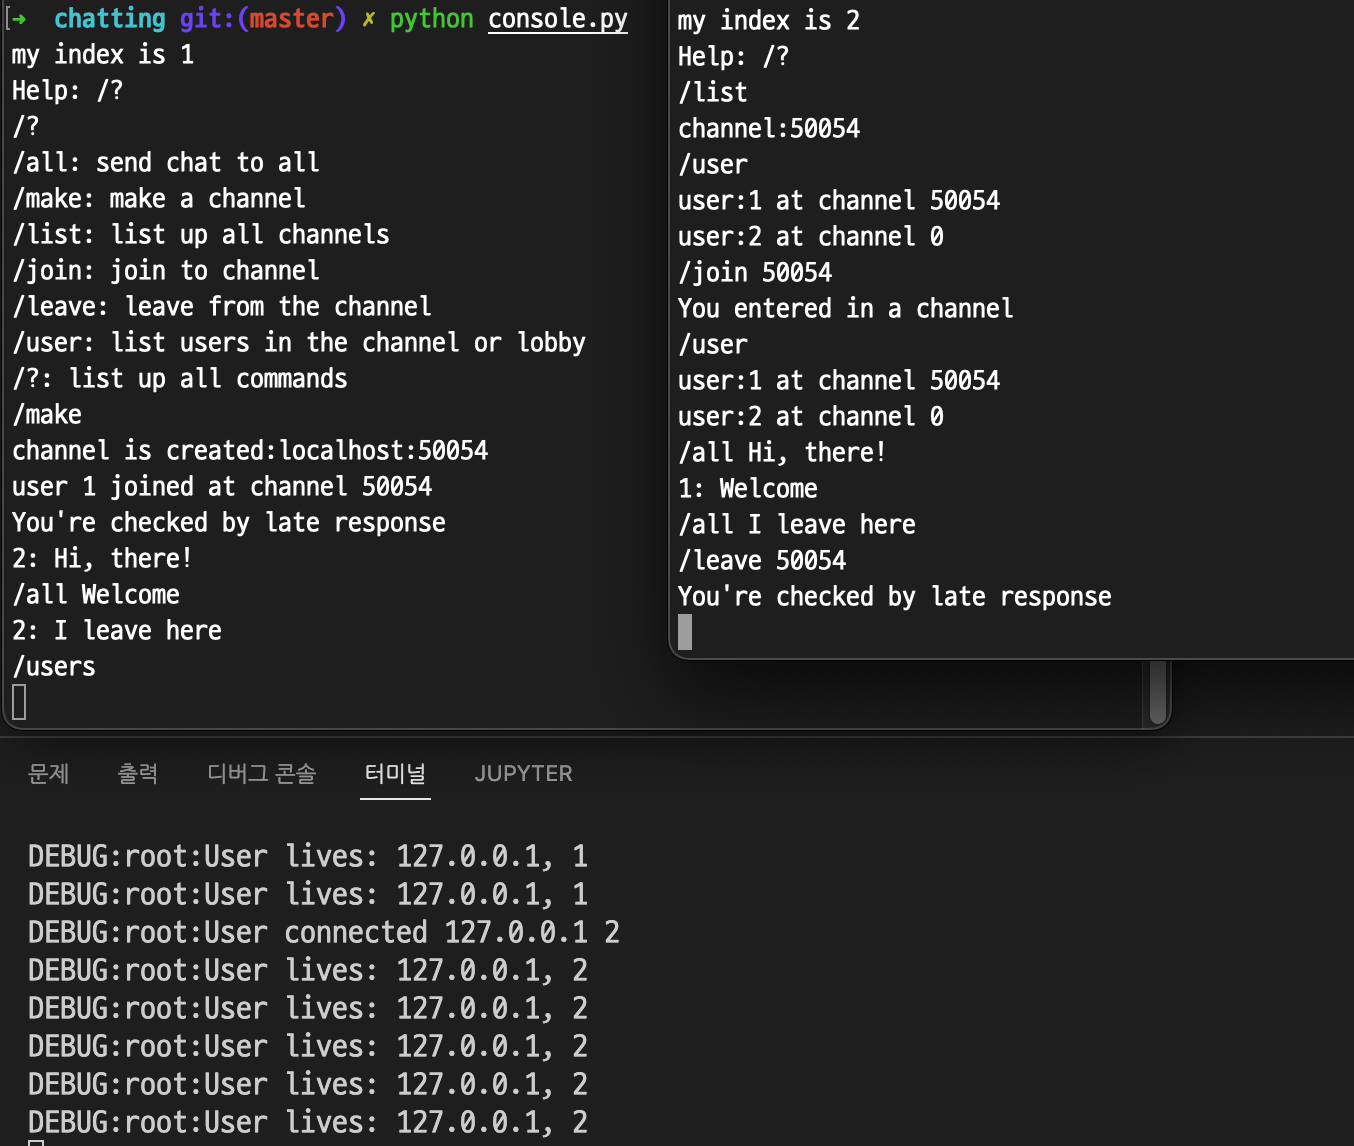 [➜  chatting git:(master) ✗ python console.py
my index is 1
Help: /?
/?
/all: send chat to all
/make: make a channel
/list: list up all channels
/join: join to channel
/leave: leave from the channel
/user: list users in the channel or lobby
/?: list up all commands
/make
channel is created:localhost:50054
user 1 joined at channel 50054
You're checked by late response
2: Hi, there!
/all Welcome
2: I leave here
/users
my index is 2
Help: /?
/list
channel:50054
/user
user:1 at channel 50054
user:2 at channel 0
/join 50054
You entered in a channel
/user
user:1 at channel 50054
user:2 at channel 0
/all Hi, there!
1: Welcome
/all I leave here
/leave 50054
You're checked by late response
문제 출력 디버그 콘솔 터미널 JUPYTER
DEBUG:root:User lives: 127.0.0.1, 1
DEBUG:root:User lives: 127.0.0.1, 1
DEBUG:root:User connected 127.0.0.1 2
DEBUG:root:User lives: 127.0.0.1, 2
DEBUG:root:User lives: 127.0.0.1, 2
DEBUG:root:User lives: 127.0.0.1, 2
DEBUG:root:User lives: 127.0.0.1, 2
DEBUG:root:User lives: 127.0.0.1, 2